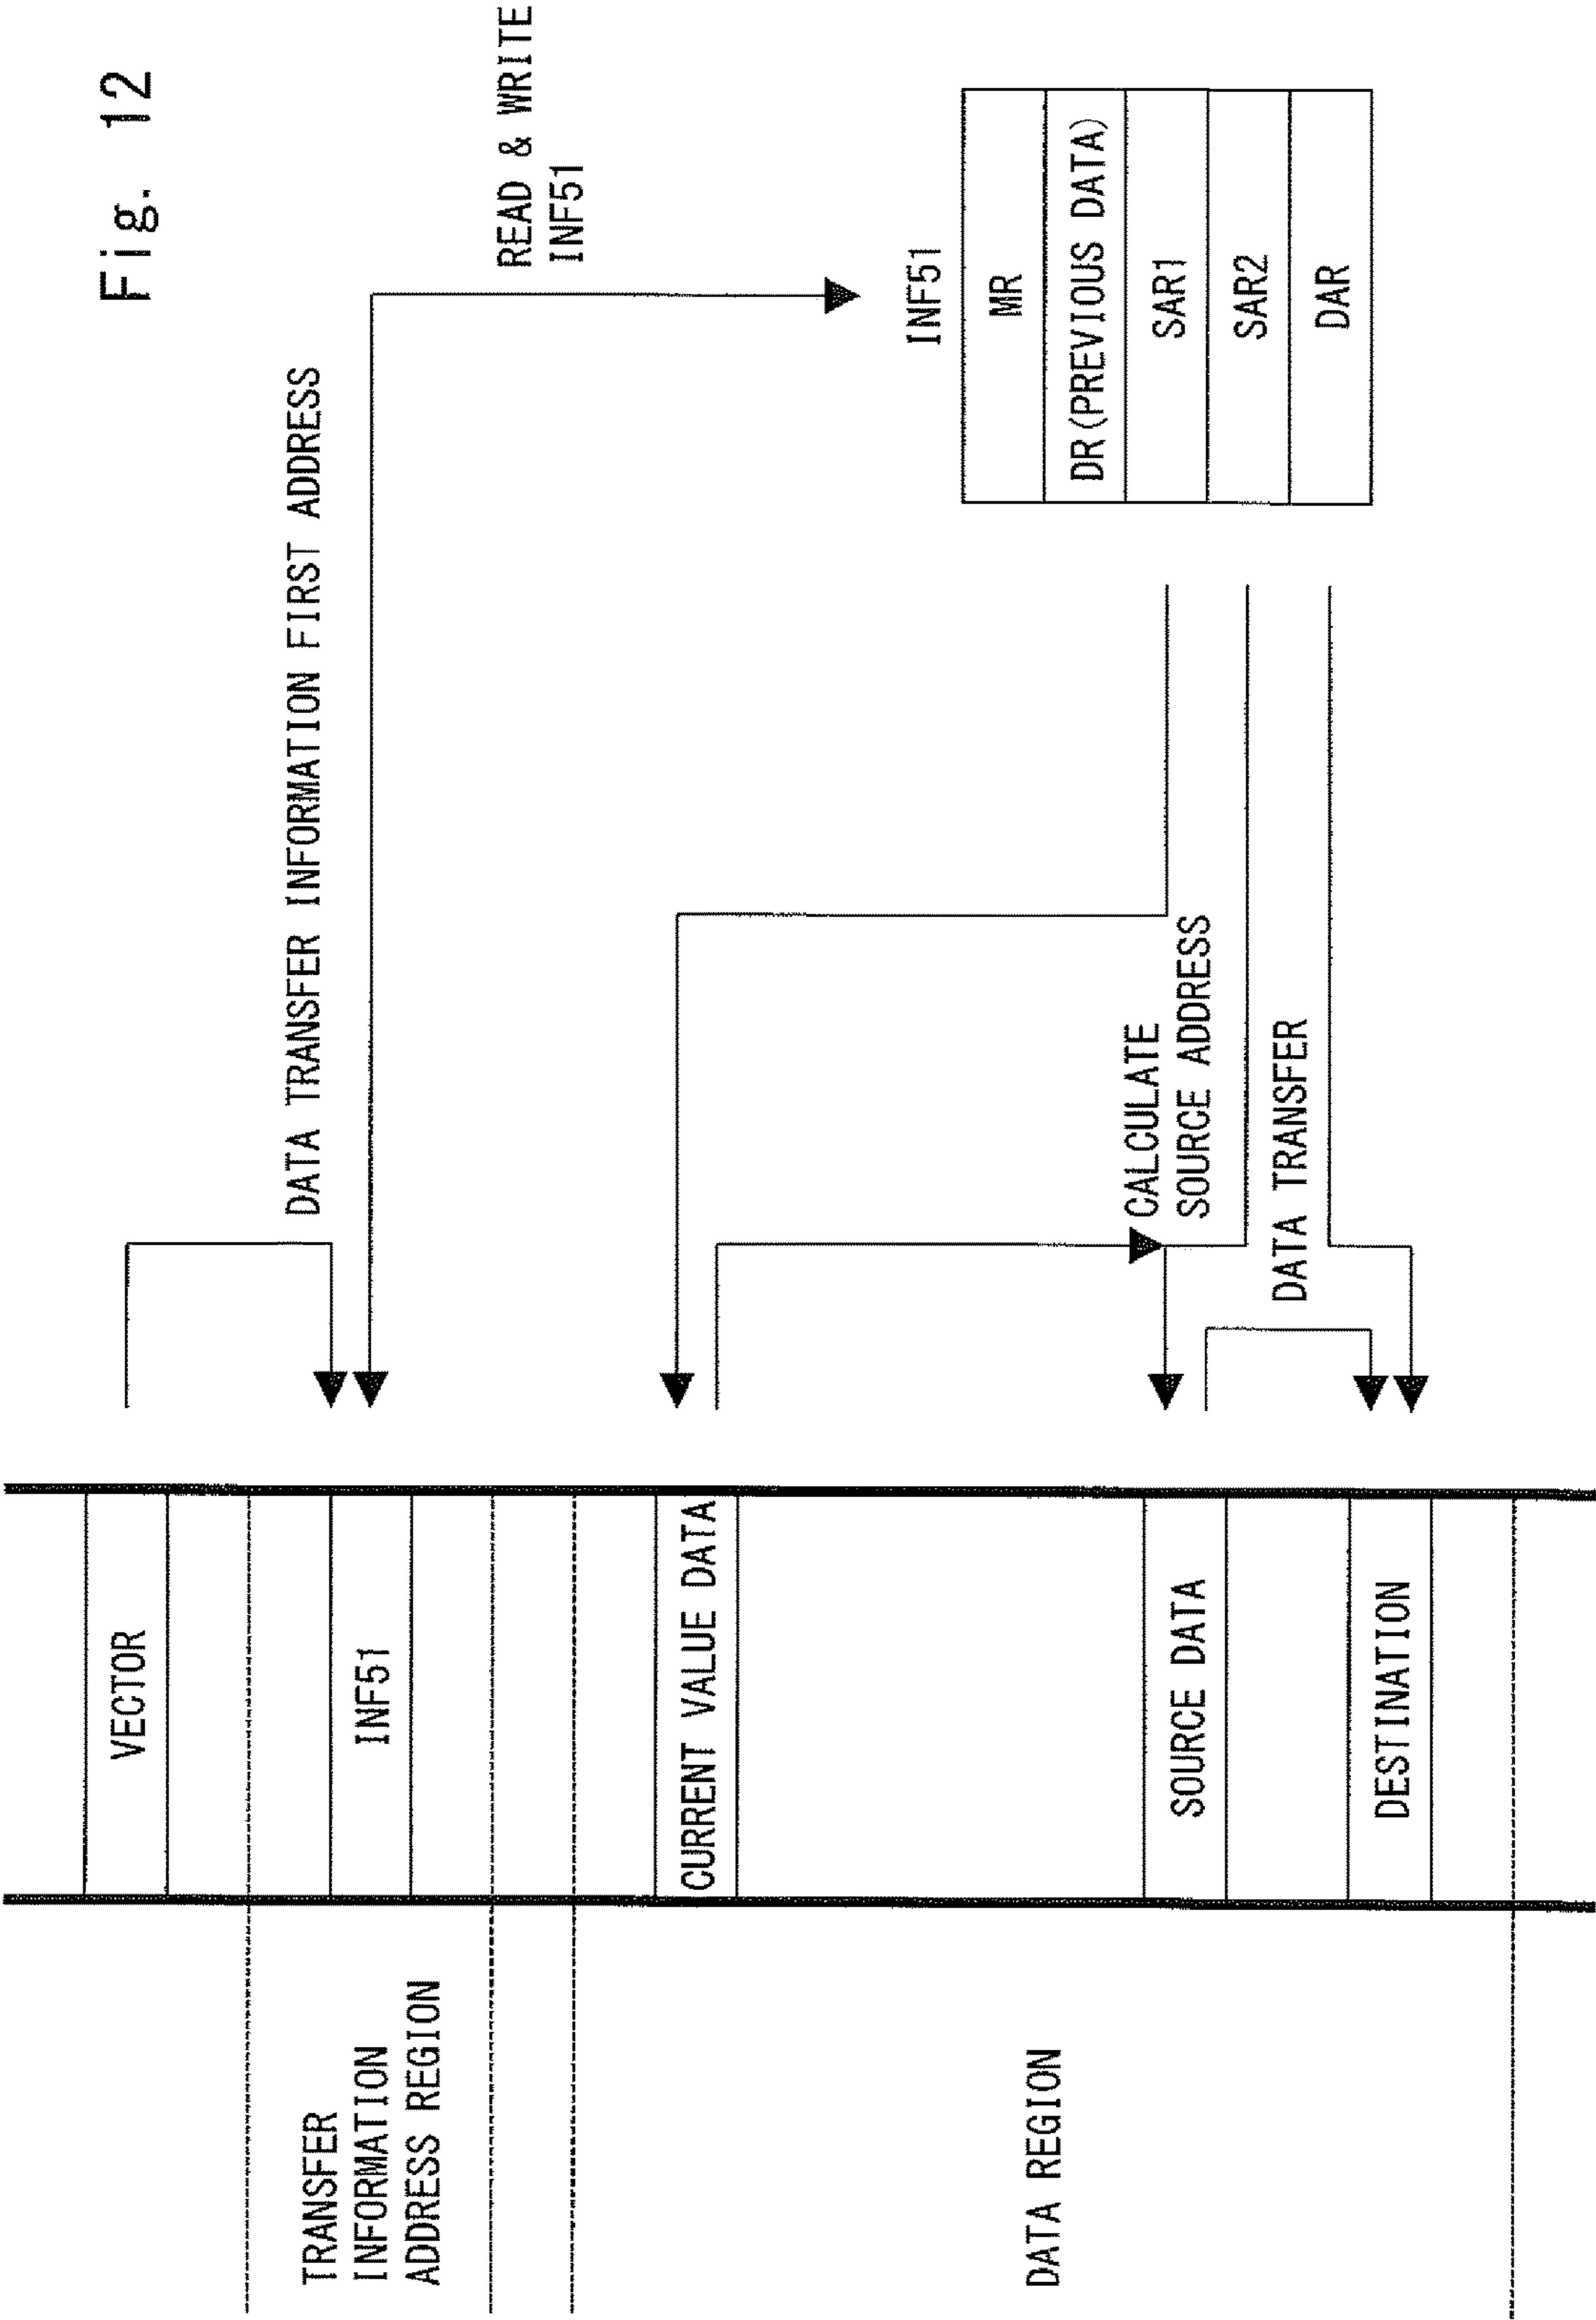 Fig. 12
TRANSFER
INFORMATION
ADDRESS REGION
DATA REGION
VECTOR
INF51
CURRENT VALUE DATA
SOURCE DATA
DESTINATION
DATA TRANSFER INFORMATION FIRST ADDRESS
READ & WRITE
INF51
CALCULATE
SOURCE ADDRESS
DATA TRANSFER
INF51
MR
DR(PREVIOUS DATA)
SAR1
SAR2
DAR